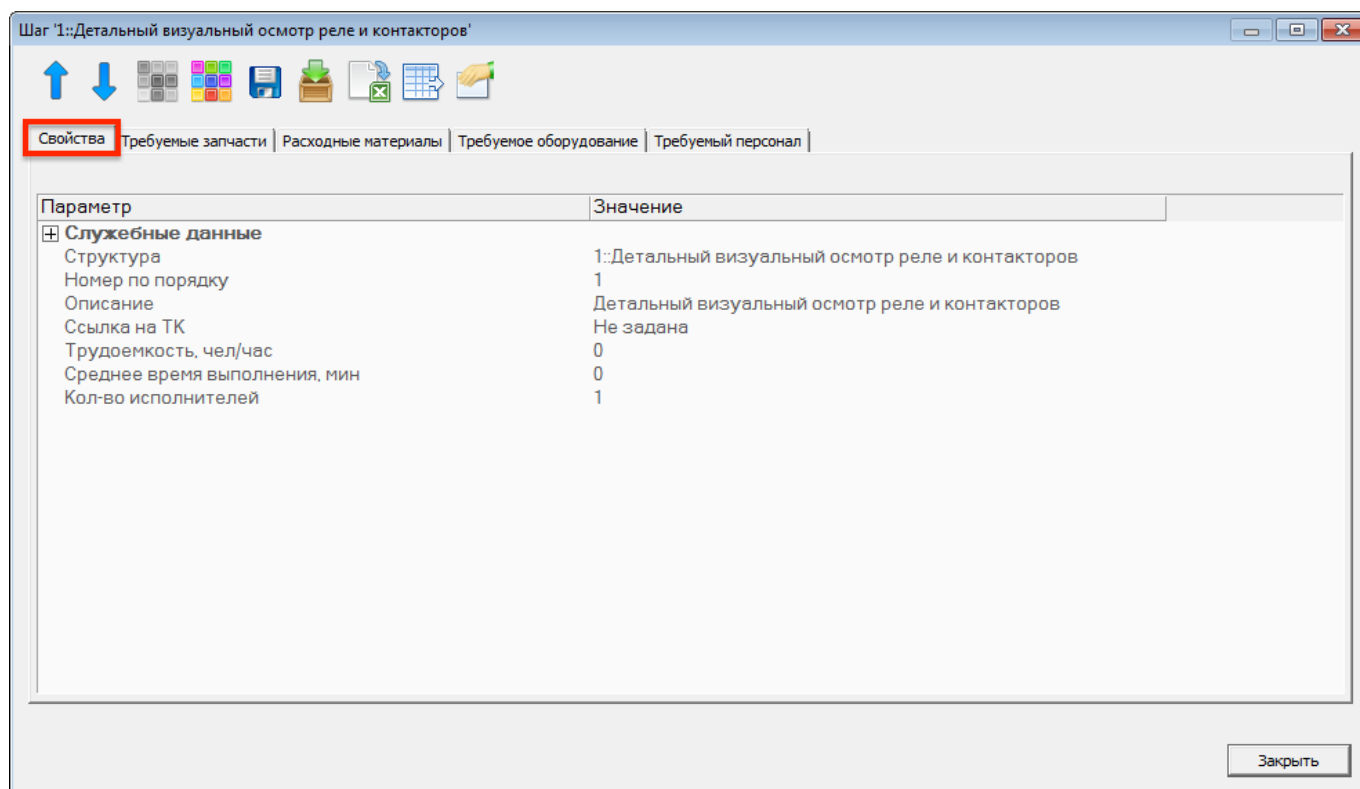 Шаг '1::Детальный визуальный осмотр реле и контакторов'
Свойства Требуемые запчасти Расходные материалы Требуемое оборудование Требуемый персонал
Параметр Значение
Служебные данные
Структура 1::Детальный визуальный осмотр реле и контакторов
Номер по порядку 1
Описание Детальный визуальный осмотр реле и контакторов
Ссылка на ТК Не задана
Трудоемкость, чел/час 0
Среднее время выполнения, мин 0
Кол-во исполнителей 1
Закрыть